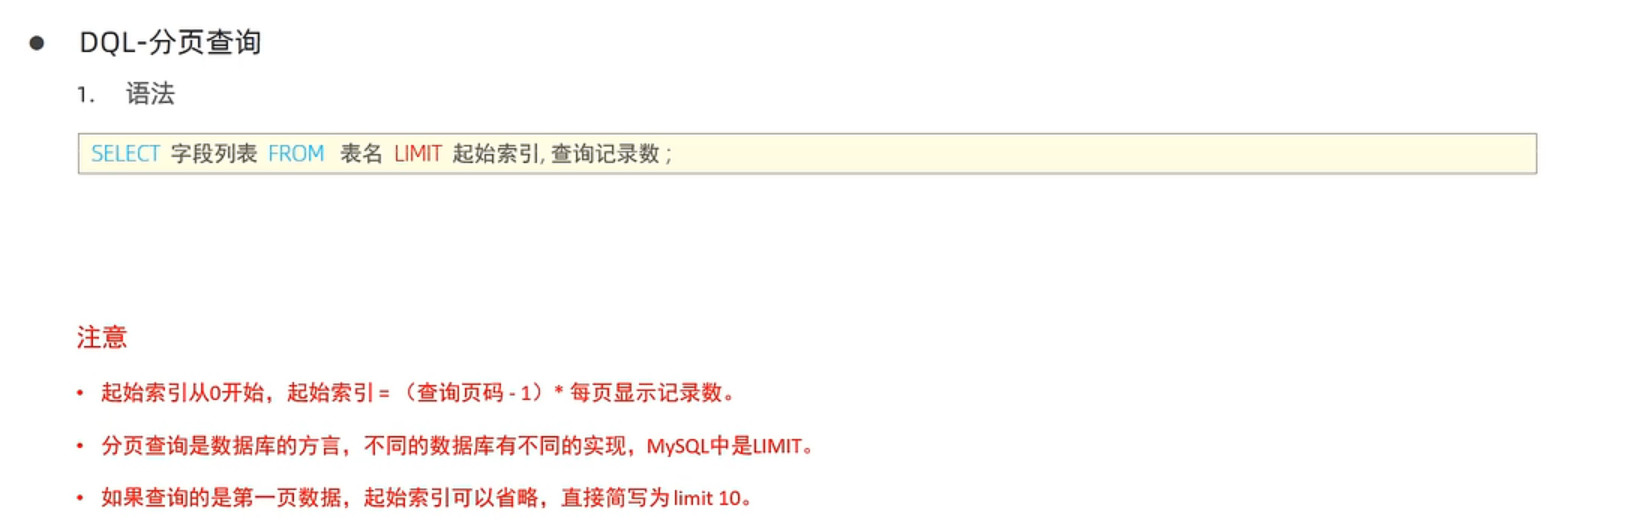 ● DQL-分页查询
1. 语法
SELECT 字段列表 FROM 表名 LIMIT 起始索引, 查询记录数 ;
注意
• 起始索引从0开始，起始索引 = （查询页码 - 1）* 每页显示记录数。
• 分页查询是数据库的方言，不同的数据库有不同的实现，MySQL中是LIMIT。
• 如果查询的是第一页数据，起始索引可以省略，直接简写为 limit 10。